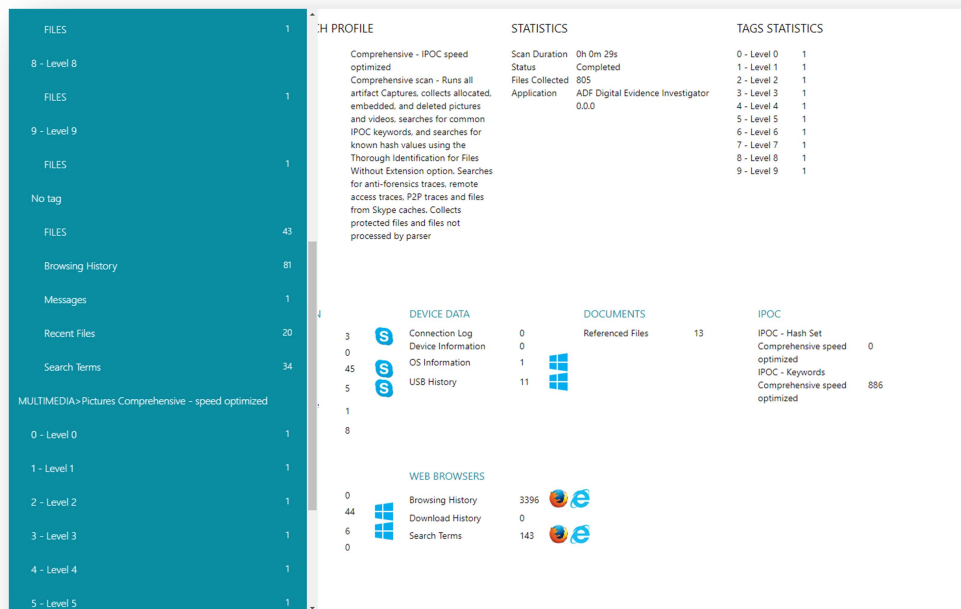 FILES 1
8 - Level 8
FILES 1
9 - Level 9
FILES 1
No tag
FILES 43
Browsing History 81
Messages 1
Recent Files 20
Search Terms 34
MULTIMEDIA>Pictures Comprehensive - speed optimized
0 - Level 0 1
1 - Level 1 1
2 - Level 2 1
3 - Level 3 1
4 - Level 4 1
5 - Level 5 1
CH PROFILE
Comprehensive - IPOC speed
optimized
Comprehensive scan - Runs all
artifact Captures, collects allocated,
embedded, and deleted pictures
and videos, searches for common
IPOC keywords, and searches for
known hash values using the
Thorough Identification for Files
Without Extension option. Searches
for anti-forensics traces, remote
access traces, P2P traces and files
from Skype caches. Collects
protected files and files not
processed by parser
STATISTICS
Scan Duration 0h 0m 29s
Status Completed
Files Collected 805
Application ADF Digital Evidence Investigator
0.0.0
TAGS STATISTICS
0 - Level 0 1
1 - Level 1 1
2 - Level 2 1
3 - Level 3 1
4 - Level 4 1
5 - Level 5 1
6 - Level 6 1
7 - Level 7 1
8 - Level 8 1
9 - Level 9 1
N
3
0
45
5
1
8
DEVICE DATA
Connection Log 0
Device Information 0
OS Information 1
USB History 11
DOCUMENTS
Referenced Files 13
IPOC
IPOC - Hash Set
Comprehensive speed 0
optimized
IPOC - Keywords
Comprehensive speed 886
optimized
0
44
6
0
WEB BROWSERS
Browsing History 3396
Download History 0
Search Terms 143